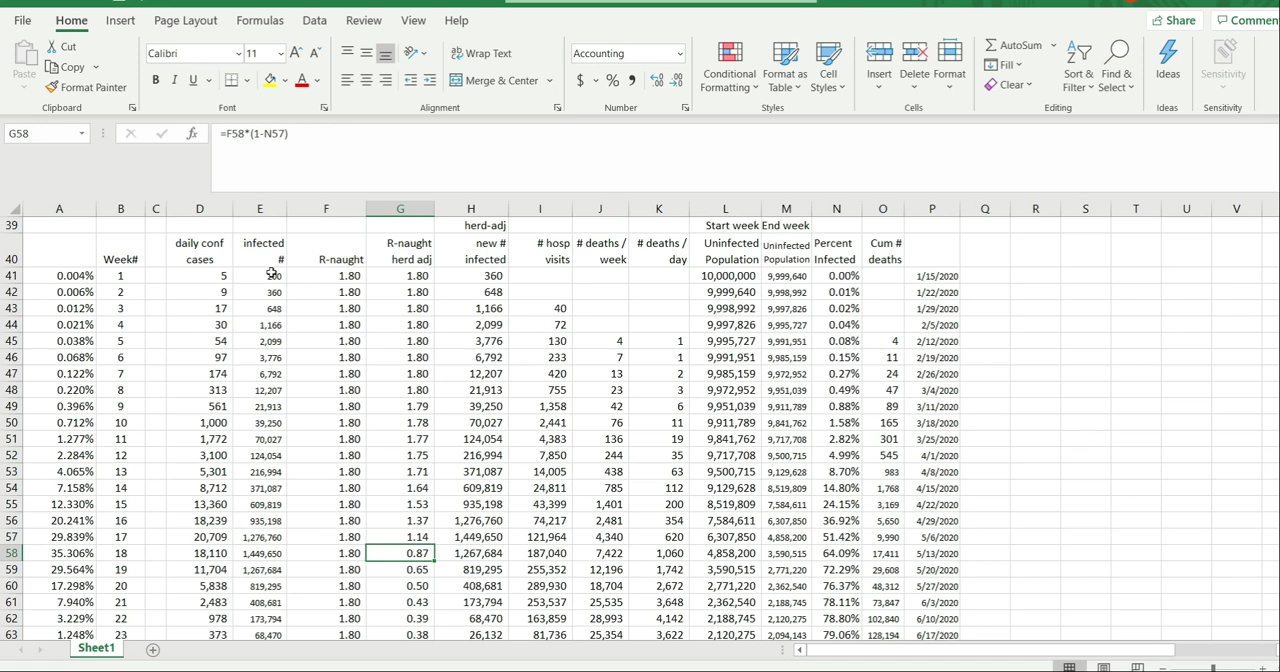 File Home Insert Page Layout Formulas Data Review View Help Share
Paste Cut Copy Format Painter Clipboard
Calibri 11 A A B I U A Font
Wrap Text Merge & Center Alignment
Accounting $ % , Number
Conditional Formatting Format as Table Cell Styles Styles
Insert Delete Format Cells
AutoSum Fill Clear Sort & Filter Find & Select Editing
Ideas Ideas
Sensitivity Sensitivity
G58 fx =F58*(1-N57)
A B C D E F G H I J K L M N O P Q R S T U V
39 herd-adj Start week End week
daily conf infected R-naught new # # hosp # deaths / # deaths / Uninfected Uninfected Percent Cum #
40 Week# cases # R-naught herd adj infected visits week day Population Population Infected deaths
41 0.004% 1 5 1.80 1.80 360 10,000,000 9,999,640 0.00% 1/15/2020
42 0.006% 2 9 360 1.80 1.80 648 9,999,640 9,998,992 0.01% 1/22/2020
43 0.012% 3 17 648 1.80 1.80 1,166 40 9,998,992 9,997,826 0.02% 1/29/2020
44 0.021% 4 30 1,166 1.80 1.80 2,099 72 9,997,826 9,995,727 0.04% 2/5/2020
45 0.038% 5 54 2,099 1.80 1.80 3,776 130 4 1 9,995,727 9,991,951 0.08% 4 2/12/2020
46 0.068% 6 97 3,776 1.80 1.80 6,792 233 7 1 9,991,951 9,985,159 0.15% 11 2/19/2020
47 0.122% 7 174 6,792 1.80 1.80 12,207 420 13 2 9,985,159 9,972,952 0.27% 24 2/26/2020
48 0.220% 8 313 12,207 1.80 1.80 21,913 755 23 3 9,972,952 9,951,039 0.49% 47 3/4/2020
49 0.396% 9 561 21,913 1.80 1.79 39,250 1,358 42 6 9,951,039 9,911,789 0.88% 89 3/11/2020
50 0.712% 10 1,000 39,250 1.80 1.78 70,027 2,441 76 11 9,911,789 9,841,762 1.58% 165 3/18/2020
51 1.277% 11 1,772 70,027 1.80 1.77 124,054 4,383 136 19 9,841,762 9,717,708 2.82% 301 3/25/2020
52 2.284% 12 3,100 124,054 1.80 1.75 216,994 7,850 244 35 9,717,708 9,500,715 4.99% 545 4/1/2020
53 4.065% 13 5,301 216,994 1.80 1.71 371,087 14,005 438 63 9,500,715 9,129,628 8.70% 983 4/8/2020
54 7.158% 14 8,712 371,087 1.80 1.64 609,819 24,811 785 112 9,129,628 8,519,809 14.80% 1,768 4/15/2020
55 12.330% 15 13,360 609,819 1.80 1.53 935,198 43,399 1,401 200 8,519,809 7,584,611 24.15% 3,169 4/22/2020
56 20.241% 16 18,239 935,198 1.80 1.37 1,276,760 74,217 2,481 354 7,584,611 6,307,850 36.92% 5,650 4/29/2020
57 29.839% 17 20,709 1,276,760 1.80 1.14 1,449,650 121,964 4,340 620 6,307,850 4,858,200 51.42% 9,990 5/6/2020
58 35.306% 18 18,110 1,449,650 1.80 0.87 1,267,684 187,040 7,422 1,060 4,858,200 3,590,515 64.09% 17,411 5/13/2020
59 29.564% 19 11,704 1,267,684 1.80 0.65 819,295 255,352 12,196 1,742 3,590,515 2,771,220 72.29% 29,608 5/20/2020
60 17.298% 20 5,838 819,295 1.80 0.50 408,681 289,930 18,704 2,672 2,771,220 2,362,540 76.37% 48,312 5/27/2020
61 7.940% 21 2,483 408,681 1.80 0.43 173,794 253,537 25,535 3,648 2,362,540 2,188,745 78.11% 73,847 6/3/2020
62 3.229% 22 978 173,794 1.80 0.39 68,470 163,859 28,993 4,142 2,188,745 2,120,275 78.80% 102,840 6/10/2020
63 1.248% 23 373 68,470 1.80 0.38 26,132 81,736 25,354 3,622 2,120,275 2,094,143 79.06% 128,194 6/17/2020
Sheet1